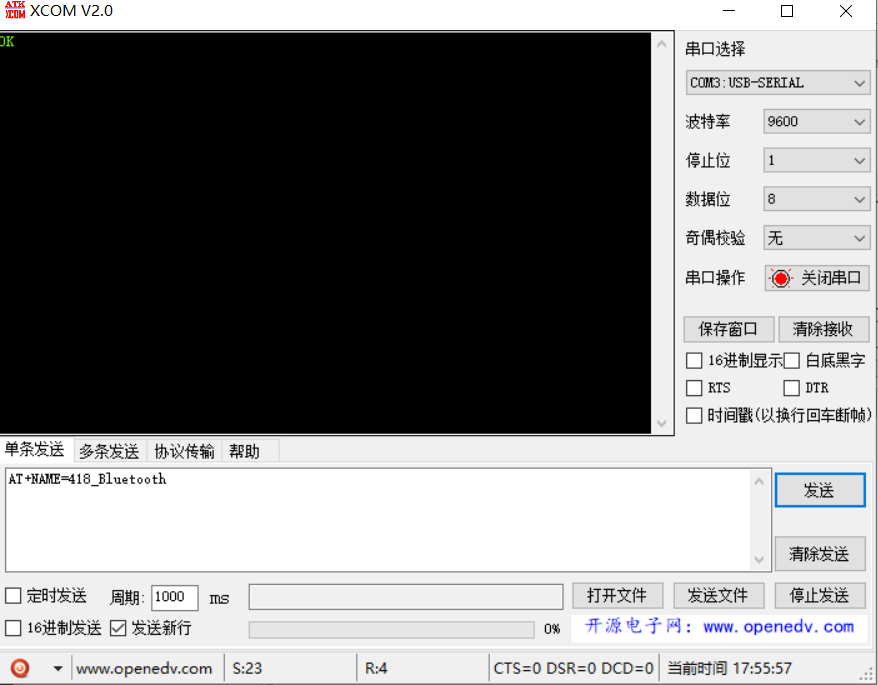 ATK XCOM XCOM V2.0
OK
串口选择
COM3:USB-SERIAL
波特率 9600
停止位 1
数据位 8
奇偶校验 无
串口操作 关闭串口
保存窗口 清除接收
16进制显示 白底黑字
RTS DTR
时间戳(以换行回车断帧)
单条发送 多条发送 协议传输 帮助
AT+NAME=418_Bluetooth
发送
清除发送
定时发送 周期: 1000 ms 打开文件 发送文件 停止发送
16进制发送 发送新行 0% 开源电子网: www.openedv.com
www.openedv.com S:23 R:4 CTS=0 DSR=0 DCD=0 当前时间 17:55:57